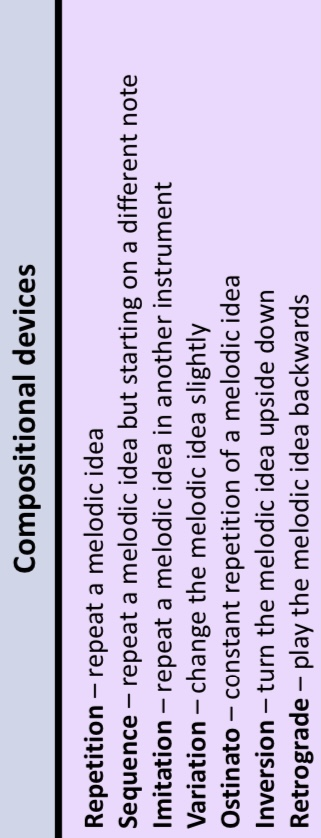 Compositional devices
Repetition – repeat a melodic idea
Sequence – repeat a melodic idea but starting on a different note
Imitation – repeat a melodic idea in another instrument
Variation – change the melodic idea slightly
Ostinato – constant repetition of a melodic idea
Inversion – turn the melodic idea upside down
Retrograde – play the melodic idea backwards